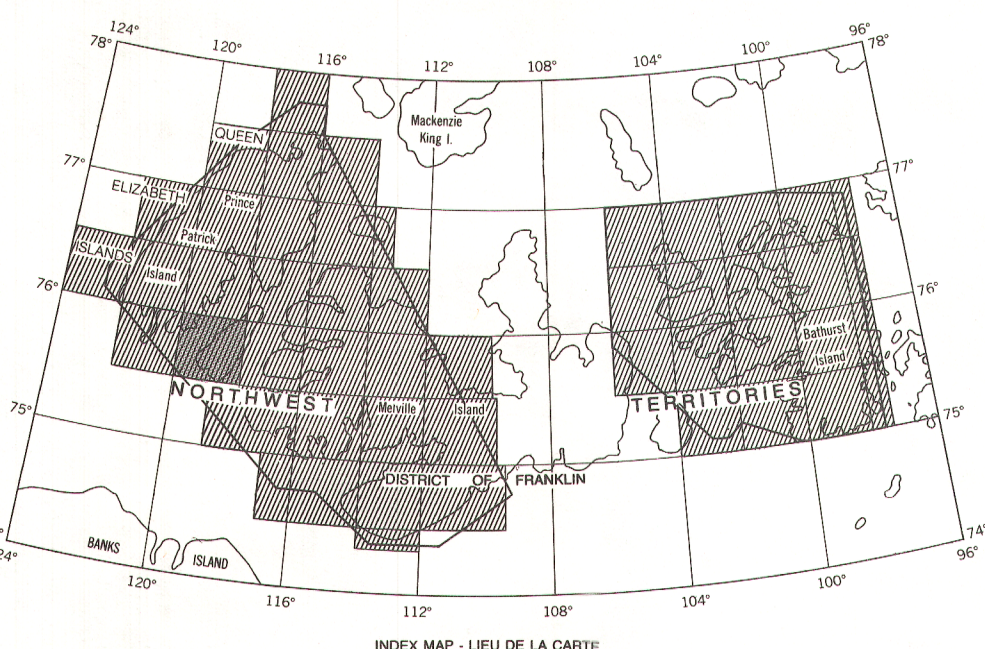 124°
120°
116°
112°
108°
104°
100°
96°
78°
78°
Mackenzie
King I.
QUEEN
77°
77°
ELIZABETH
Prince
Patrick
ISLANDS
Island
76°
76°
Bathurst
Island
NORTHWEST
TERRITORIES
Melville
Island
75°
75°
DISTRICT OF FRANKLIN
BANKS
ISLAND
74°
96°
24°
120°
116°
112°
108°
104°
100°
INDEX MAP - LIEU DE LA CARTE